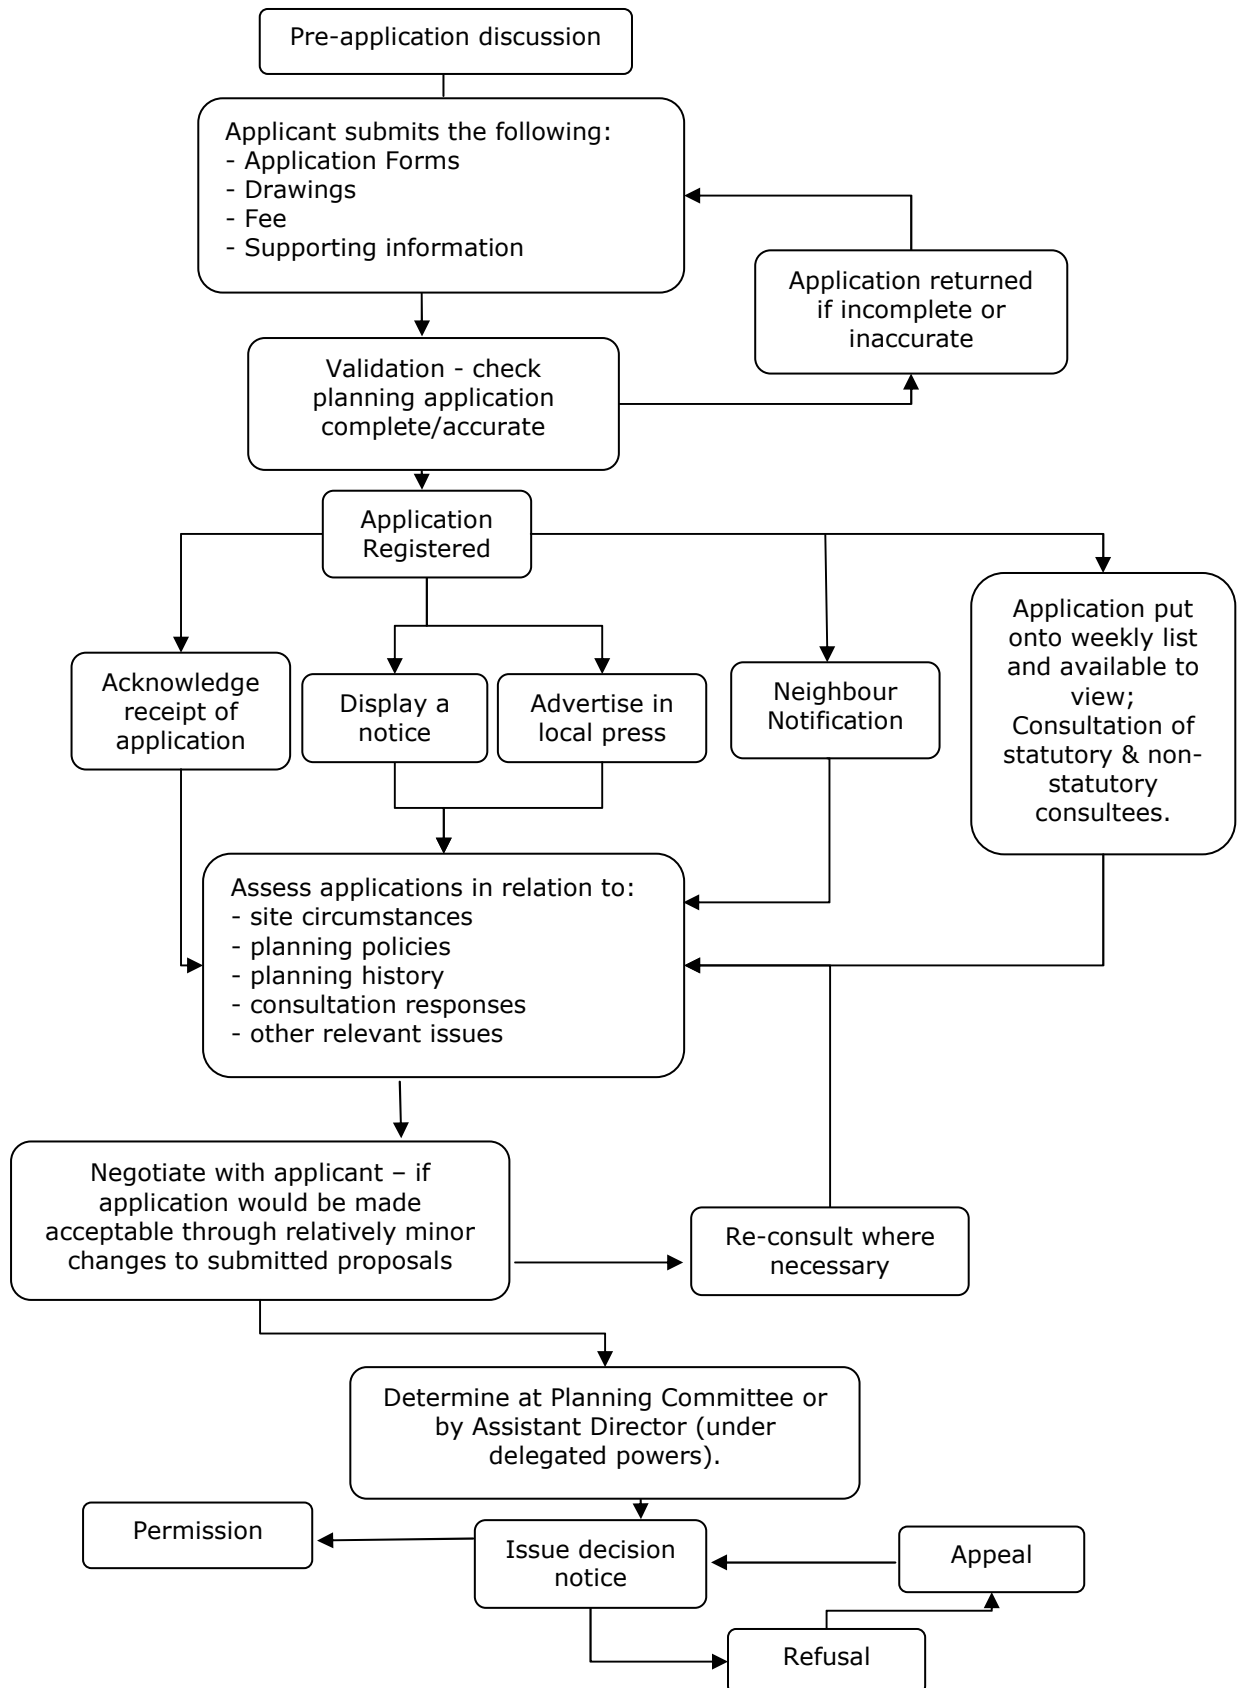 Pre-application discussion
Applicant submits the following:
- Application Forms
- Drawings
- Fee
- Supporting information
Application returned
if incomplete or
inaccurate
Validation - check
planning application
complete/accurate
Application
Registered
Acknowledge
receipt of
application
Display a
notice
Advertise in
local press
Neighbour
Notification
Application put
onto weekly list
and available to
view;
Consultation of
statutory & non-
statutory
consultees.
Assess applications in relation to:
- site circumstances
- planning policies
- planning history
- consultation responses
- other relevant issues
Negotiate with applicant – if
application would be made
acceptable through relatively minor
changes to submitted proposals
Re-consult where
necessary
Determine at Planning Committee or
by Assistant Director (under
delegated powers).
Permission
Issue decision
notice
Appeal
Refusal